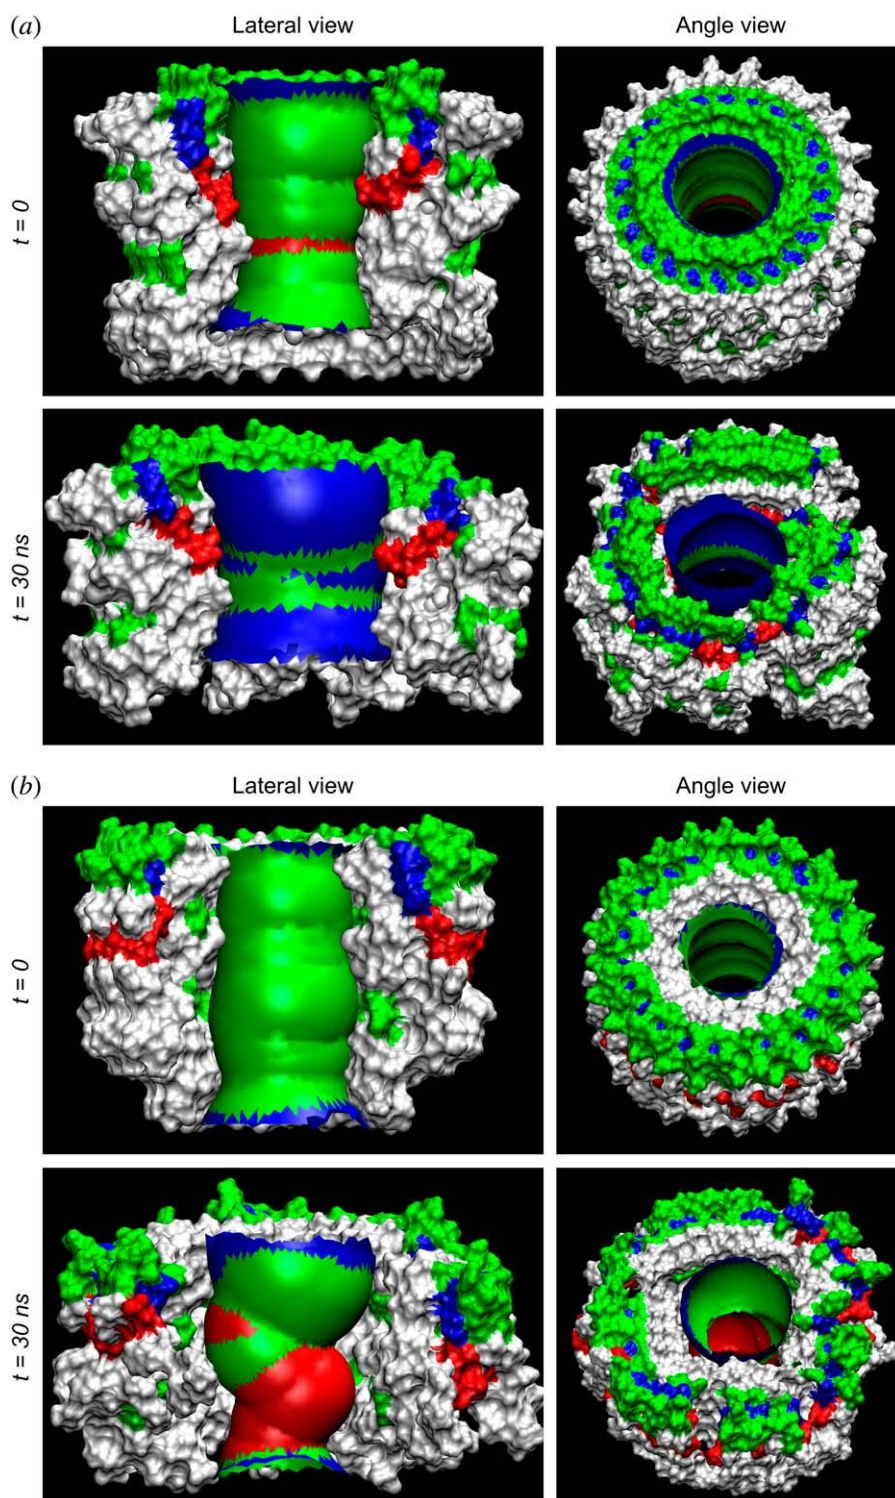 (a) Lateral view Angle view
t = 0
t = 30 ns
(b) Lateral view Angle view
t = 0
t = 30 ns